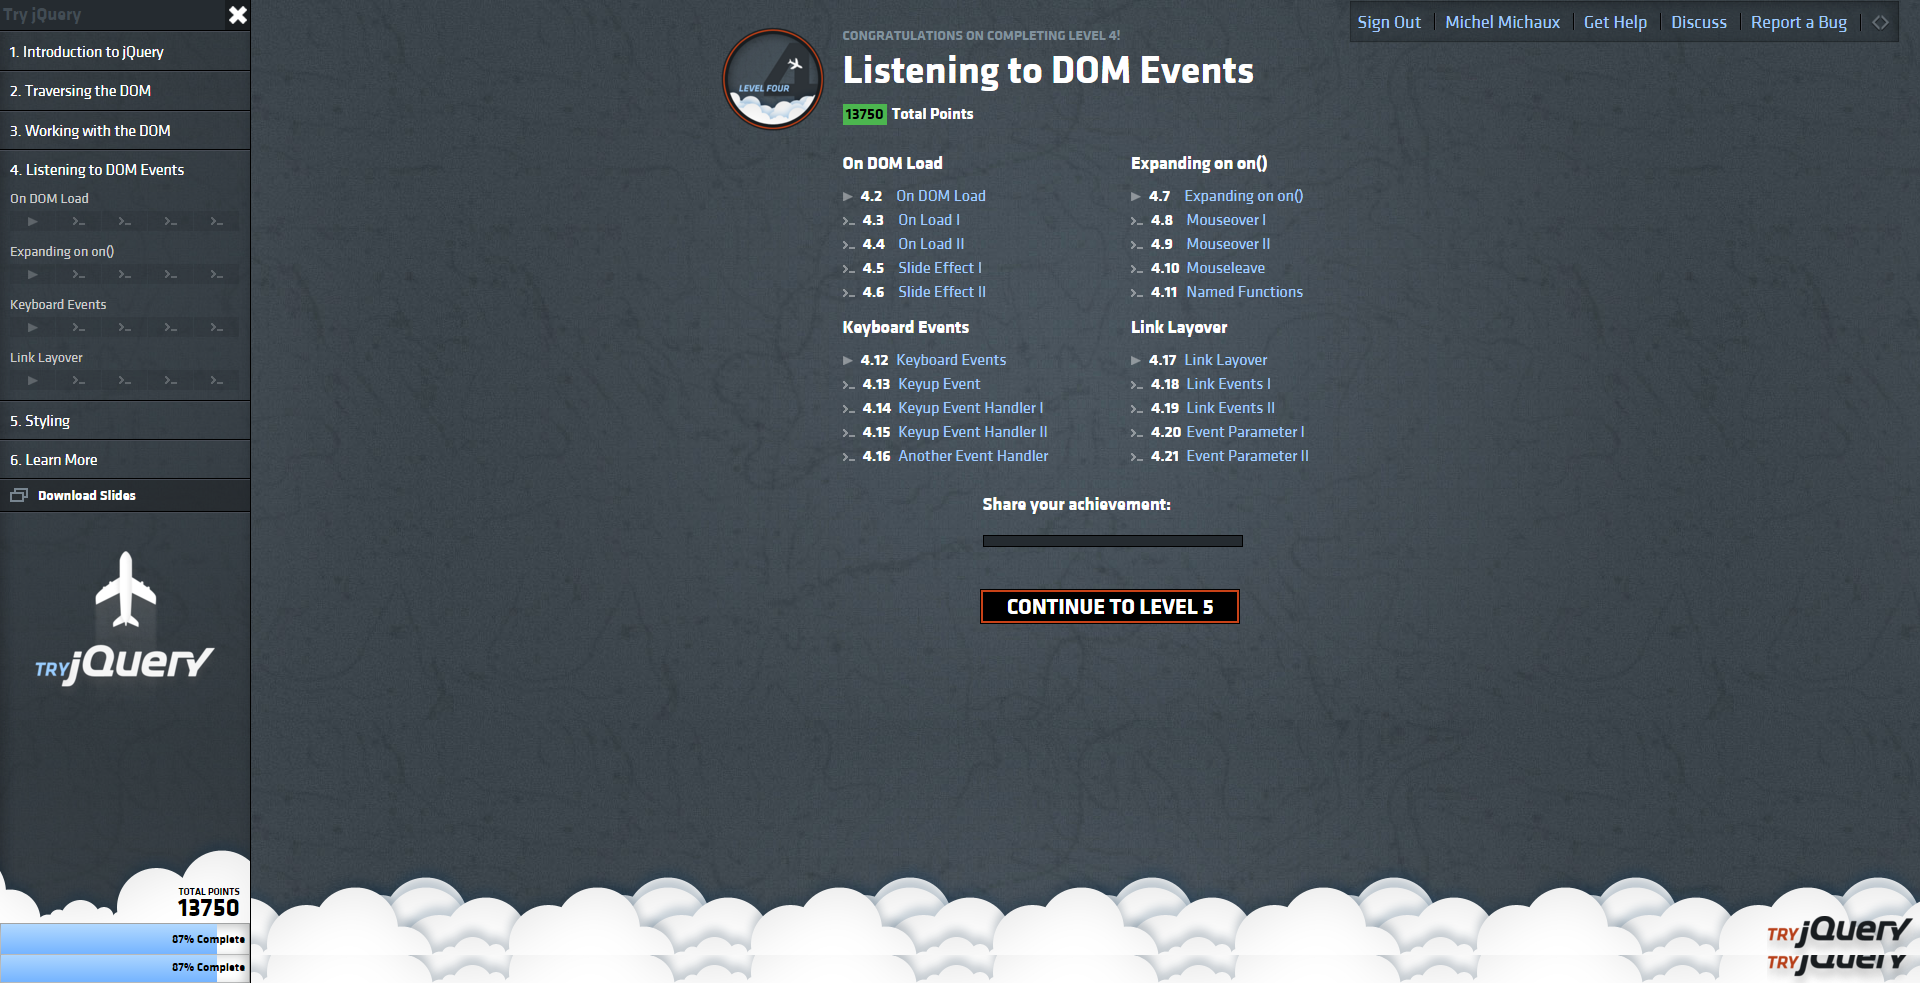 Try jQuery
1. Introduction to jQuery
2. Traversing the DOM
3. Working with the DOM
4. Listening to DOM Events
On DOM Load
Expanding on on()
Keyboard Events
Link Layover
5. Styling
6. Learn More
Download Slides
TRY jQuery
TOTAL POINTS
13750
87% Complete
87% Complete
Sign Out
Michel Michaux
Get Help
Discuss
Report a Bug
LEVEL FOUR
CONGRATULATIONS ON COMPLETING LEVEL 4!
Listening to DOM Events
13750 Total Points
On DOM Load
4.2 On DOM Load
4.3 On Load I
4.4 On Load II
4.5 Slide Effect I
4.6 Slide Effect II
Expanding on on()
4.7 Expanding on on()
4.8 Mouseover I
4.9 Mouseover II
4.10 Mouseleave
4.11 Named Functions
Keyboard Events
4.12 Keyboard Events
4.13 Keyup Event
4.14 Keyup Event Handler I
4.15 Keyup Event Handler II
4.16 Another Event Handler
Link Layover
4.17 Link Layover
4.18 Link Events I
4.19 Link Events II
4.20 Event Parameter I
4.21 Event Parameter II
Share your achievement:
CONTINUE TO LEVEL 5
TRY jQuery
TRY jQuery